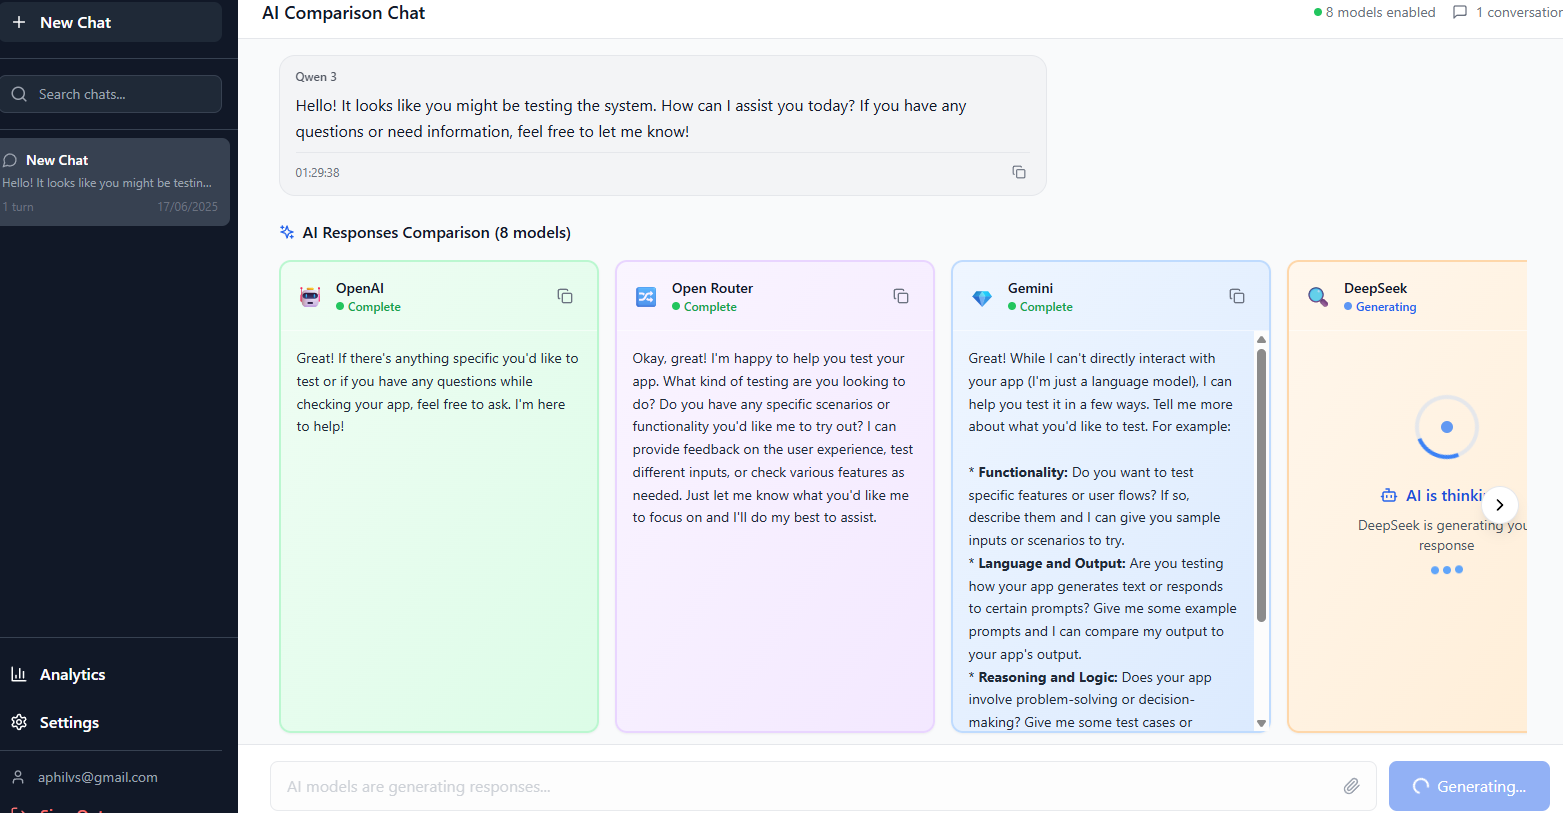 New Chat
Search chats...
New Chat
Hello! It looks like you might be testin...
1 turn
17/06/2025
Analytics
Settings
aphilvs@gmail.com
AI Comparison Chat
8 models enabled
1 conversation
Qwen 3
Hello! It looks like you might be testing the system. How can I assist you today? If you have any
questions or need information, feel free to let me know!
01:29:38
AI Responses Comparison (8 models)
OpenAI
Complete
Great! If there's anything specific you'd like to
test or if you have any questions while
checking your app, feel free to ask. I'm here
to help!
Open Router
Complete
Okay, great! I'm happy to help you test your
app. What kind of testing are you looking to
do? Do you have any specific scenarios or
functionality you'd like me to try out? I can
provide feedback on the user experience, test
different inputs, or check various features as
needed. Just let me know what you'd like me
to focus on and I'll do my best to assist.
Gemini
Complete
Great! While I can't directly interact with
your app (I'm just a language model), I can
help you test it in a few ways. Tell me more
about what you'd like to test. For example:
* Functionality: Do you want to test
specific features or user flows? If so,
describe them and I can give you sample
inputs or scenarios to try.
* Language and Output: Are you testing
how your app generates text or responds
to certain prompts? Give me some example
prompts and I can compare my output to
your app's output.
* Reasoning and Logic: Does your app
involve problem-solving or decision-
making? Give me some test cases or
DeepSeek
Generating
AI is thinki
DeepSeek is generating you
response
AI models are generating responses...
Generating...